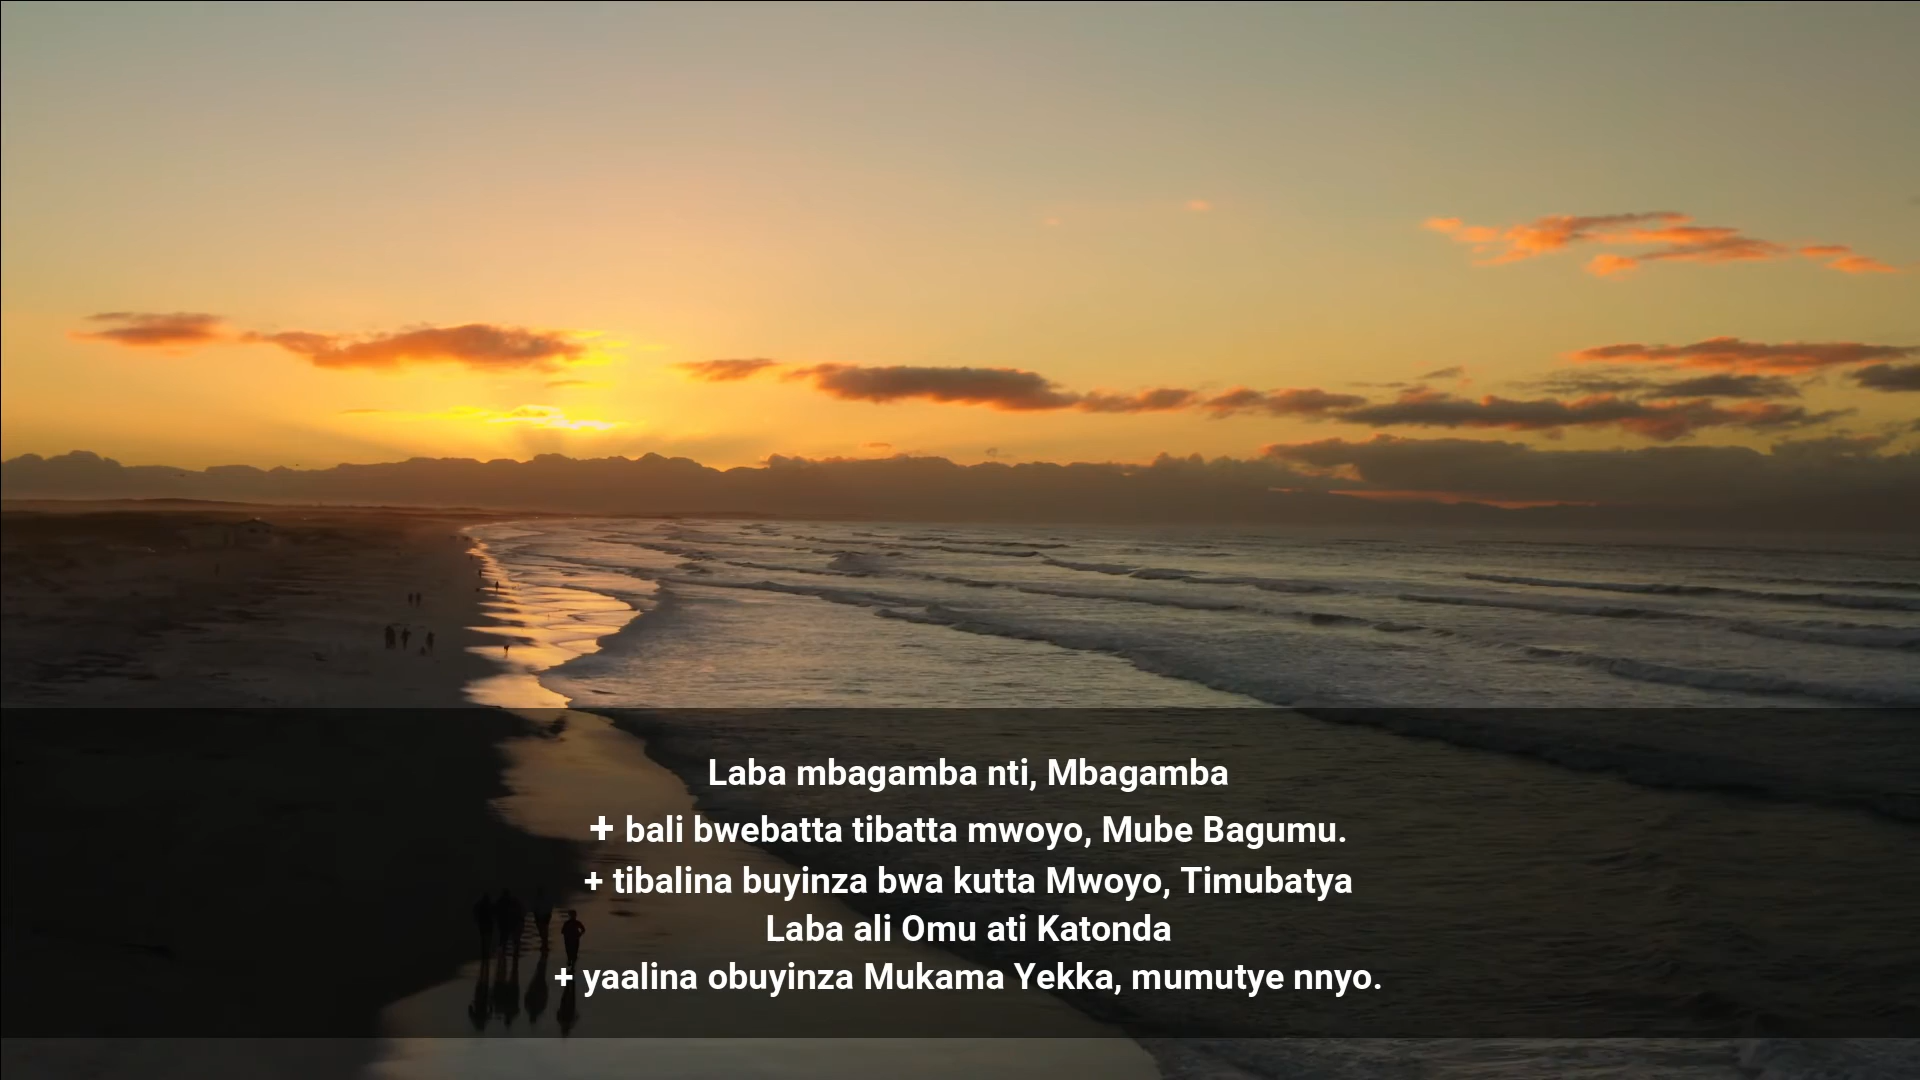 Laba mbagamba nti, Mbagamba
+ bali bwebatta tibatta mwoyo, Mube Bagumu.
+ tibalina buyinza bwa kutta Mwoyo, Timubatya
Laba ali Omu ati Katonda
+ yaalina obuyinza Mukama Yekka, mumutye nnyo.